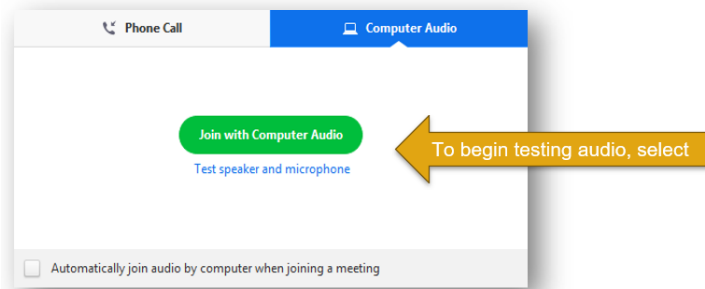 Phone Call
Computer Audio
Join with Computer Audio
To begin testing audio, select
Test speaker and microphone
Automatically join audio by computer when joining a meeting